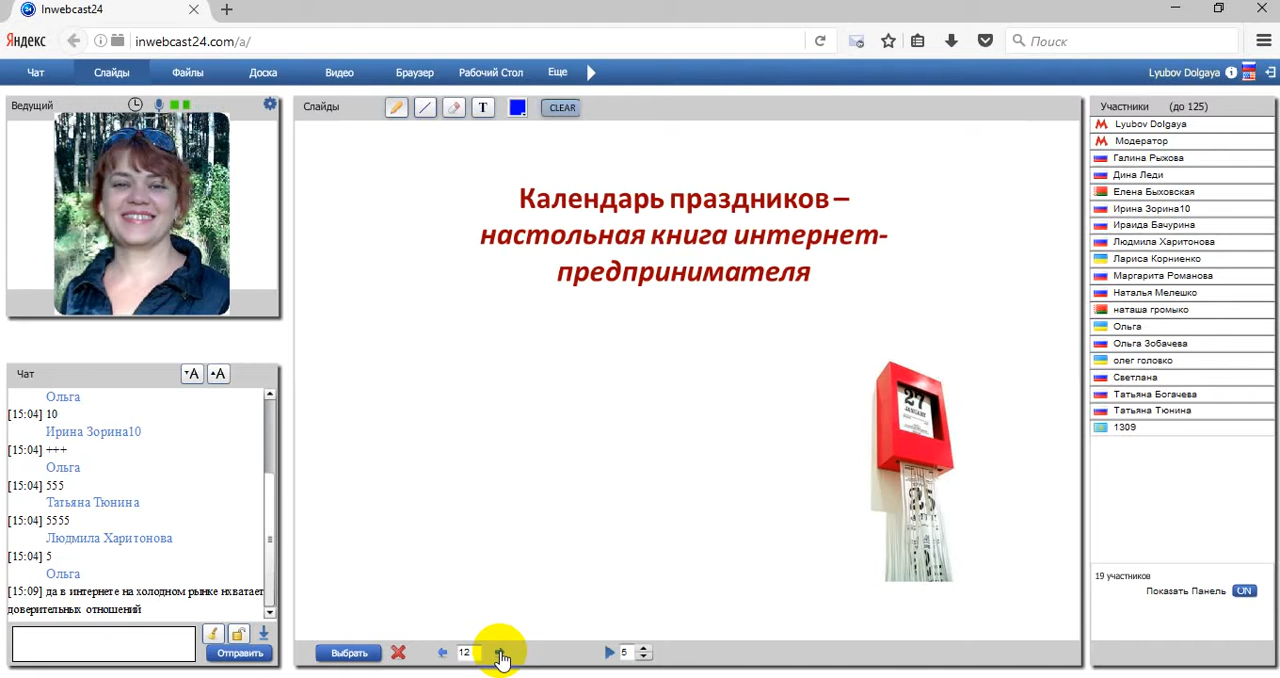 Inwebcast24
Яндекс
inwebcast24.com/a/
Поиск
Чат
Слайды
Файлы
Доска
Видео
Браузер
Рабочий Стол
Еще
Lyubov Dolgaya
Ведущий
Слайды
T
CLEAR
Календарь праздников –
настольная книга интернет-
предпринимателя
27
JANUARY
25
Выбрать
12
5
Чат
A
A
Ольга
[15:04] 10
Ирина Зорина10
[15:04] +++
Ольга
[15:04] 555
Татьяна Тюнина
[15:04] 5555
Людмила Харитонова
[15:04] 5
Ольга
[15:09] да в интернете на холодном рынке нхватает
доверительных отношений
Отправить
Участники (до 125)
Lyubov Dolgaya
Модератор
Галина Рыжова
Дина Леди
Елена Быховская
Ирина Зорина10
Ираида Бачурина
Людмила Харитонова
Лариса Корниенко
Маргарита Романова
Наталья Мелешко
наташа громыко
Ольга
Ольга Зобачева
олег головко
Светлана
Татьяна Богачева
Татьяна Тюнина
1309
19 участников
Показать Панель ON